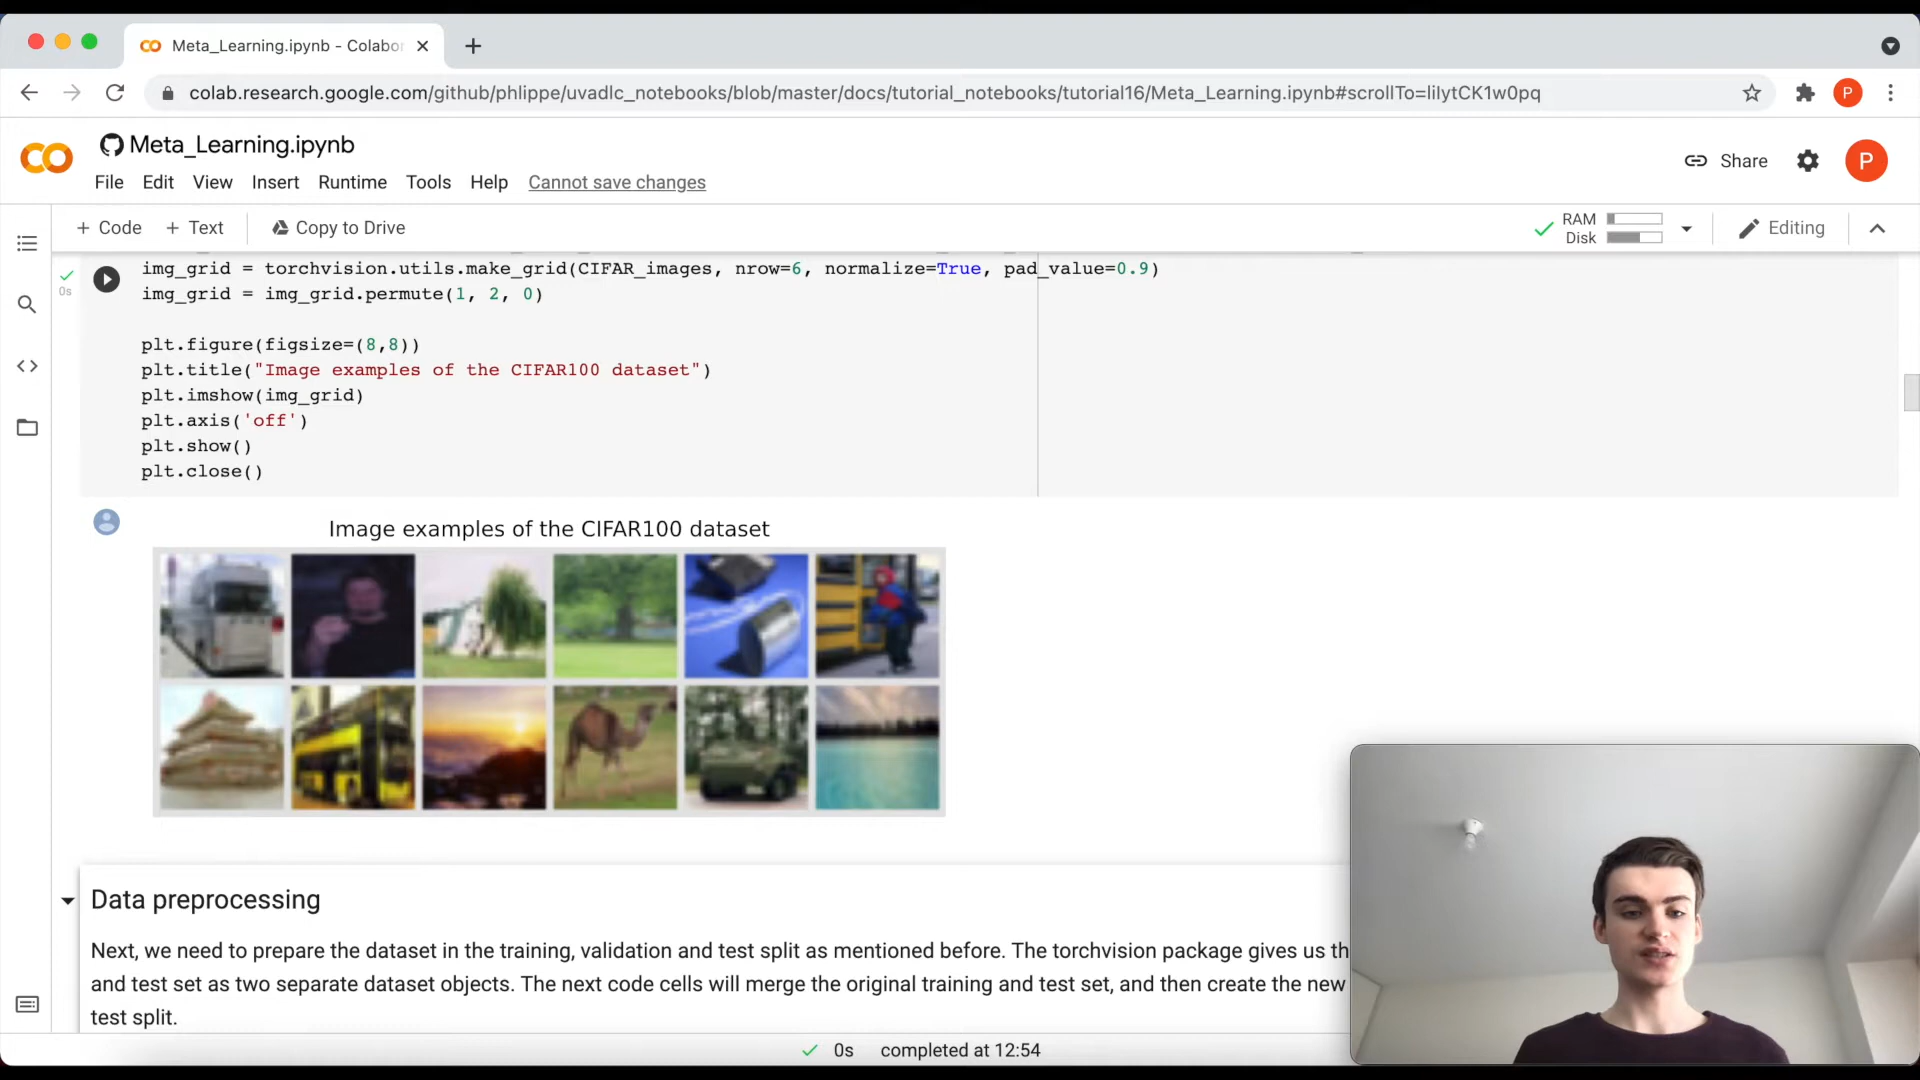 Meta_Learning.ipynb - Colabo
colab.research.google.com/github/phlippe/uvadlc_notebooks/blob/master/docs/tutorial_notebooks/tutorial16/Meta_Learning.ipynb#scrollTo=lilytCK1w0pq
P
Meta_Learning.ipynb
Share
P
File Edit View Insert Runtime Tools Help Cannot save changes
+ Code + Text Copy to Drive
RAM
Disk
Editing
0s
img_grid = torchvision.utils.make_grid(CIFAR_images, nrow=6, normalize=True, pad_value=0.9)
img_grid = img_grid.permute(1, 2, 0)
plt.figure(figsize=(8,8))
plt.title("Image examples of the CIFAR100 dataset")
plt.imshow(img_grid)
plt.axis('off')
plt.show()
plt.close()
Image examples of the CIFAR100 dataset
Data preprocessing
Next, we need to prepare the dataset in the training, validation and test split as mentioned before. The torchvision package gives us th
and test set as two separate dataset objects. The next code cells will merge the original training and test set, and then create the new
test split.
0s completed at 12:54